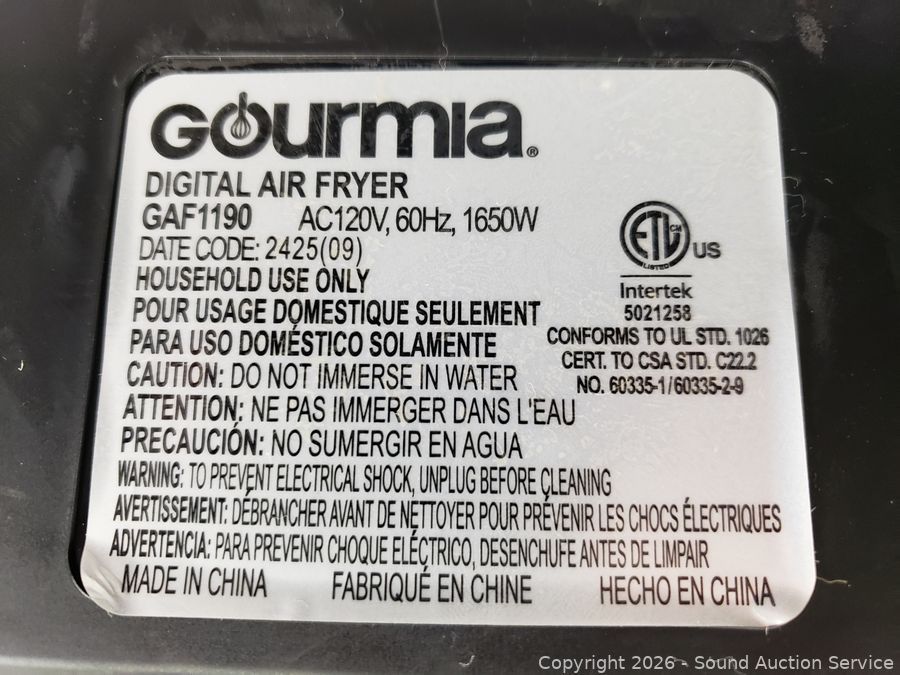 GOURMIA®
DIGITAL AIR FRYER
GAF1190 AC120V, 60Hz, 1650W
DATE CODE: 2425(09)
HOUSEHOLD USE ONLY
POUR USAGE DOMESTIQUE SEULEMENT
PARA USO DOMÉSTICO SOLAMENTE
CAUTION: DO NOT IMMERSE IN WATER
ATTENTION: NE PAS IMMERGER DANS L'EAU
PRECAUCIÓN: NO SUMERGIR EN AGUA
ETL CM US
LISTED
Intertek
5021258
CONFORMS TO UL STD. 1026
CERT. TO CSA STD. C22.2
NO. 60335-1/60335-2-9
WARNING: TO PREVENT ELECTRICAL SHOCK, UNPLUG BEFORE CLEANING
AVERTISSEMENT: DÉBRANCHER AVANT DE NETTOYER POUR PRÉVENIR LES CHOCS ÉLECTRIQUES
ADVERTENCIA: PARA PREVENIR CHOQUE ELÉCTRICO, DESENCHUFE ANTES DE LIMPIAR
MADE IN CHINA FABRIQUÉ EN CHINE HECHO EN CHINA
Copyright 2026 - Sound Auction Service